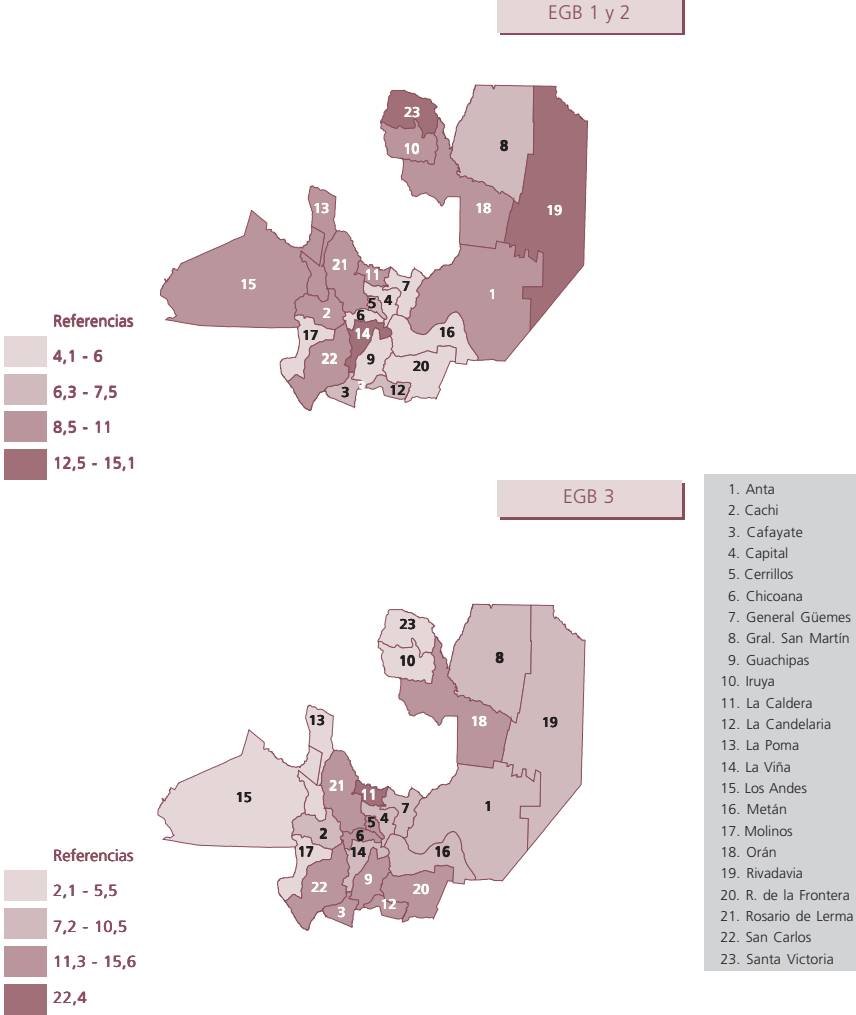 EGB 1 y 2
23
10
8
18
19
13
21
11
7
15
1
5
4
2
6
17
14
16
22
9
20
3
3
12
Referencias
4,1 - 6
6,3 - 7,5
8,5 - 11
12,5 - 15,1
EGB 3
23
10
8
18
19
13
21
11
7
15
1
5
4
2
6
17
14
16
22
9
20
3
12
Referencias
2,1 - 5,5
7,2 - 10,5
11,3 - 15,6
22,4
1. Anta
2. Cachi
3. Cafayate
4. Capital
5. Cerrillos
6. Chicoana
7. General Güemes
8. Gral. San Martín
9. Guachipas
10. Iruya
11. La Caldera
12. La Candelaria
13. La Poma
14. La Viña
15. Los Andes
16. Metán
17. Molinos
18. Orán
19. Rivadavia
20. R. de la Frontera
21. Rosario de Lerma
22. San Carlos
23. Santa Victoria